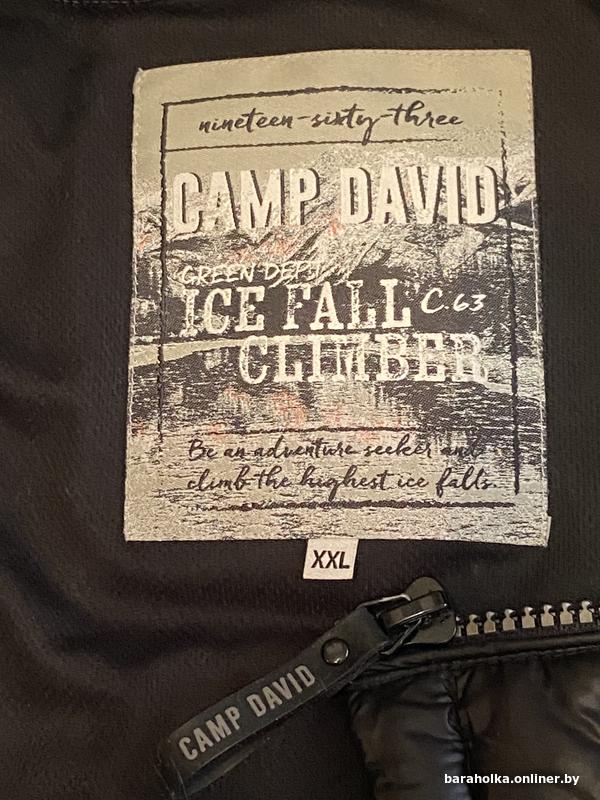 nineteen-sixty-three
CAMP DAVID
GREEN DEPT
ICE FALL C.63
CLIMBER
Be an adventure seeker and
climb the highest ice falls.
XXL
CAMP DAVID
baraholka.onliner.by